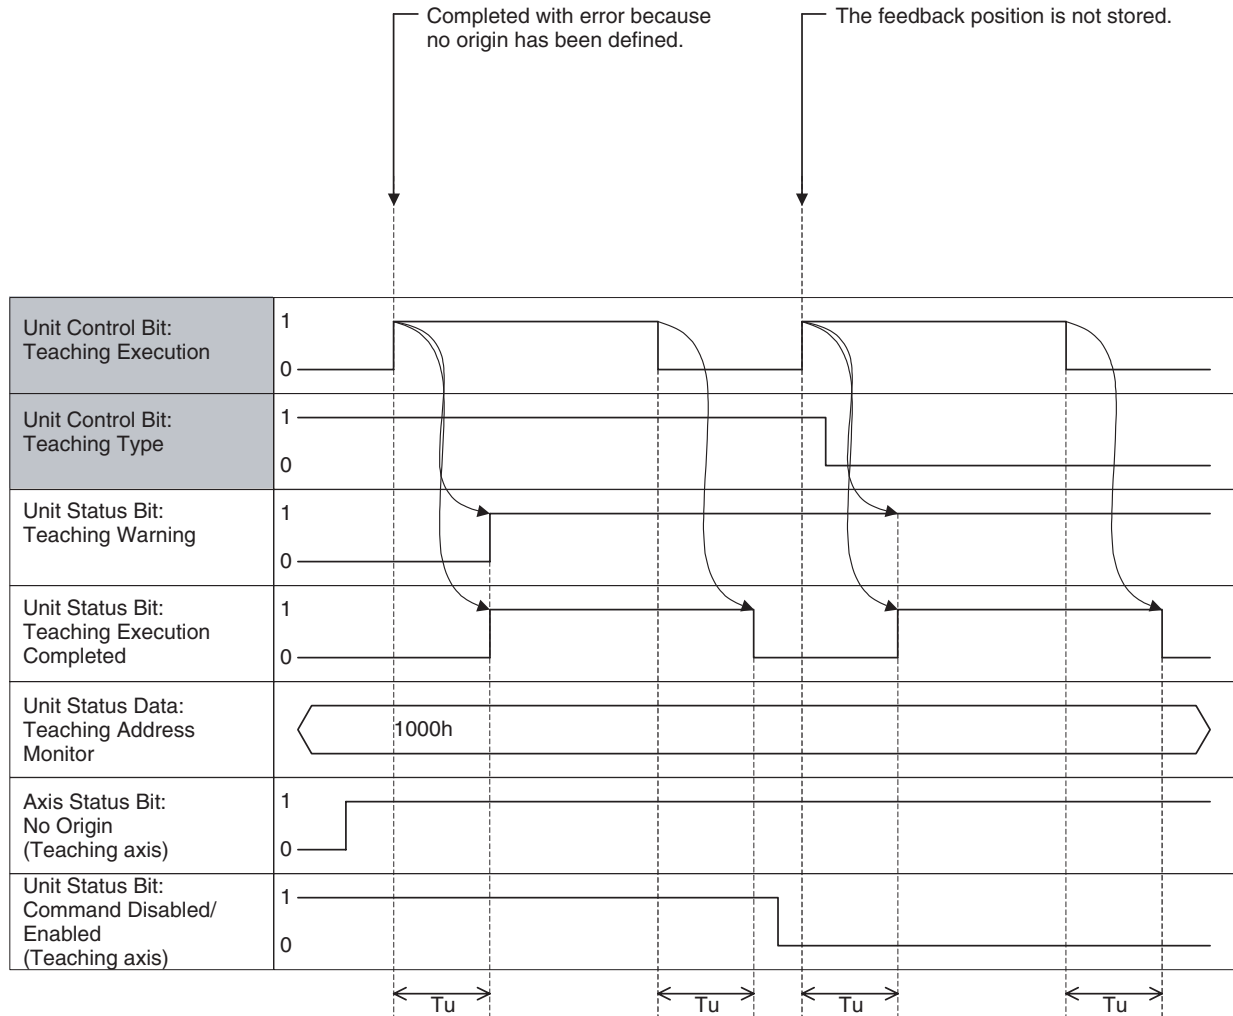 Completed with error because
no origin has been defined.
The feedback position is not stored.
Unit Control Bit:
Teaching Execution
1
0
Unit Control Bit:
Teaching Type
1
0
Unit Status Bit:
Teaching Warning
1
0
Unit Status Bit:
Teaching Execution
Completed
1
0
Unit Status Data:
Teaching Address
Monitor
1000h
Axis Status Bit:
No Origin
(Teaching axis)
1
0
Unit Status Bit:
Command Disabled/
Enabled
(Teaching axis)
1
0
Tu
Tu
Tu
Tu